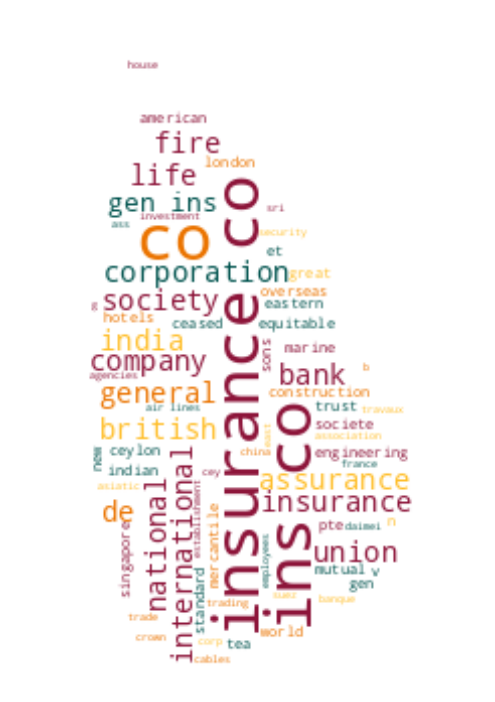 house
american
fire
london
life
co
gen ins
sri
investment
ass
security
co
et
corporation
great
overseas
society
eastern
hotels
ceased
equitable
india
sons
marine
company
bank
b
agencies
construction
general
air lines
trust
travaux
british
societe
association
insurance co
ins co
east
new
ceylon
china
engineering
france
indian
cey
assurance
asiatic
national
international
establishment
insurance
de
mercantile
n
singapore
pte
daimei
employees
union
standard
mutual
v
gen
suez
banque
trading
trade
world
crown
corp
tea
cables